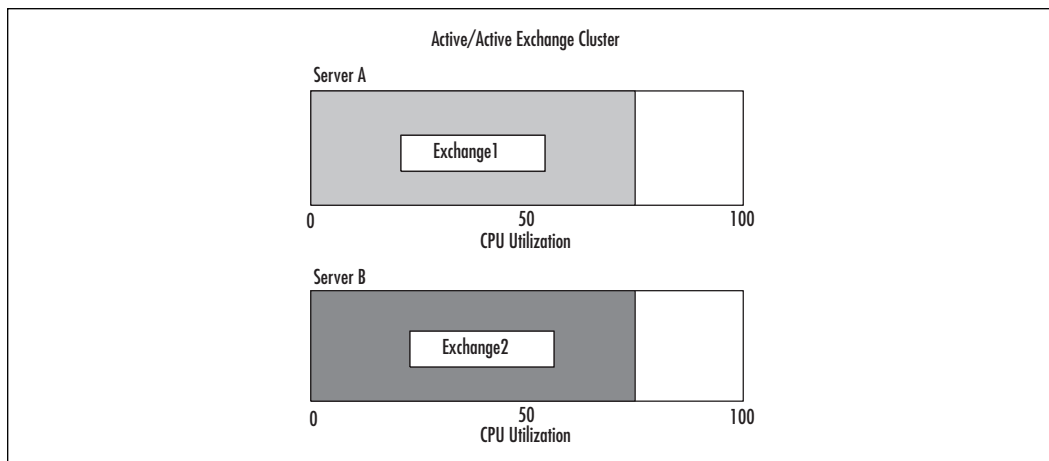 Active/Active Exchange Cluster
Server A
Exchange1
0 50 100
CPU Utilization
Server B
Exchange2
0 50 100
CPU Utilization